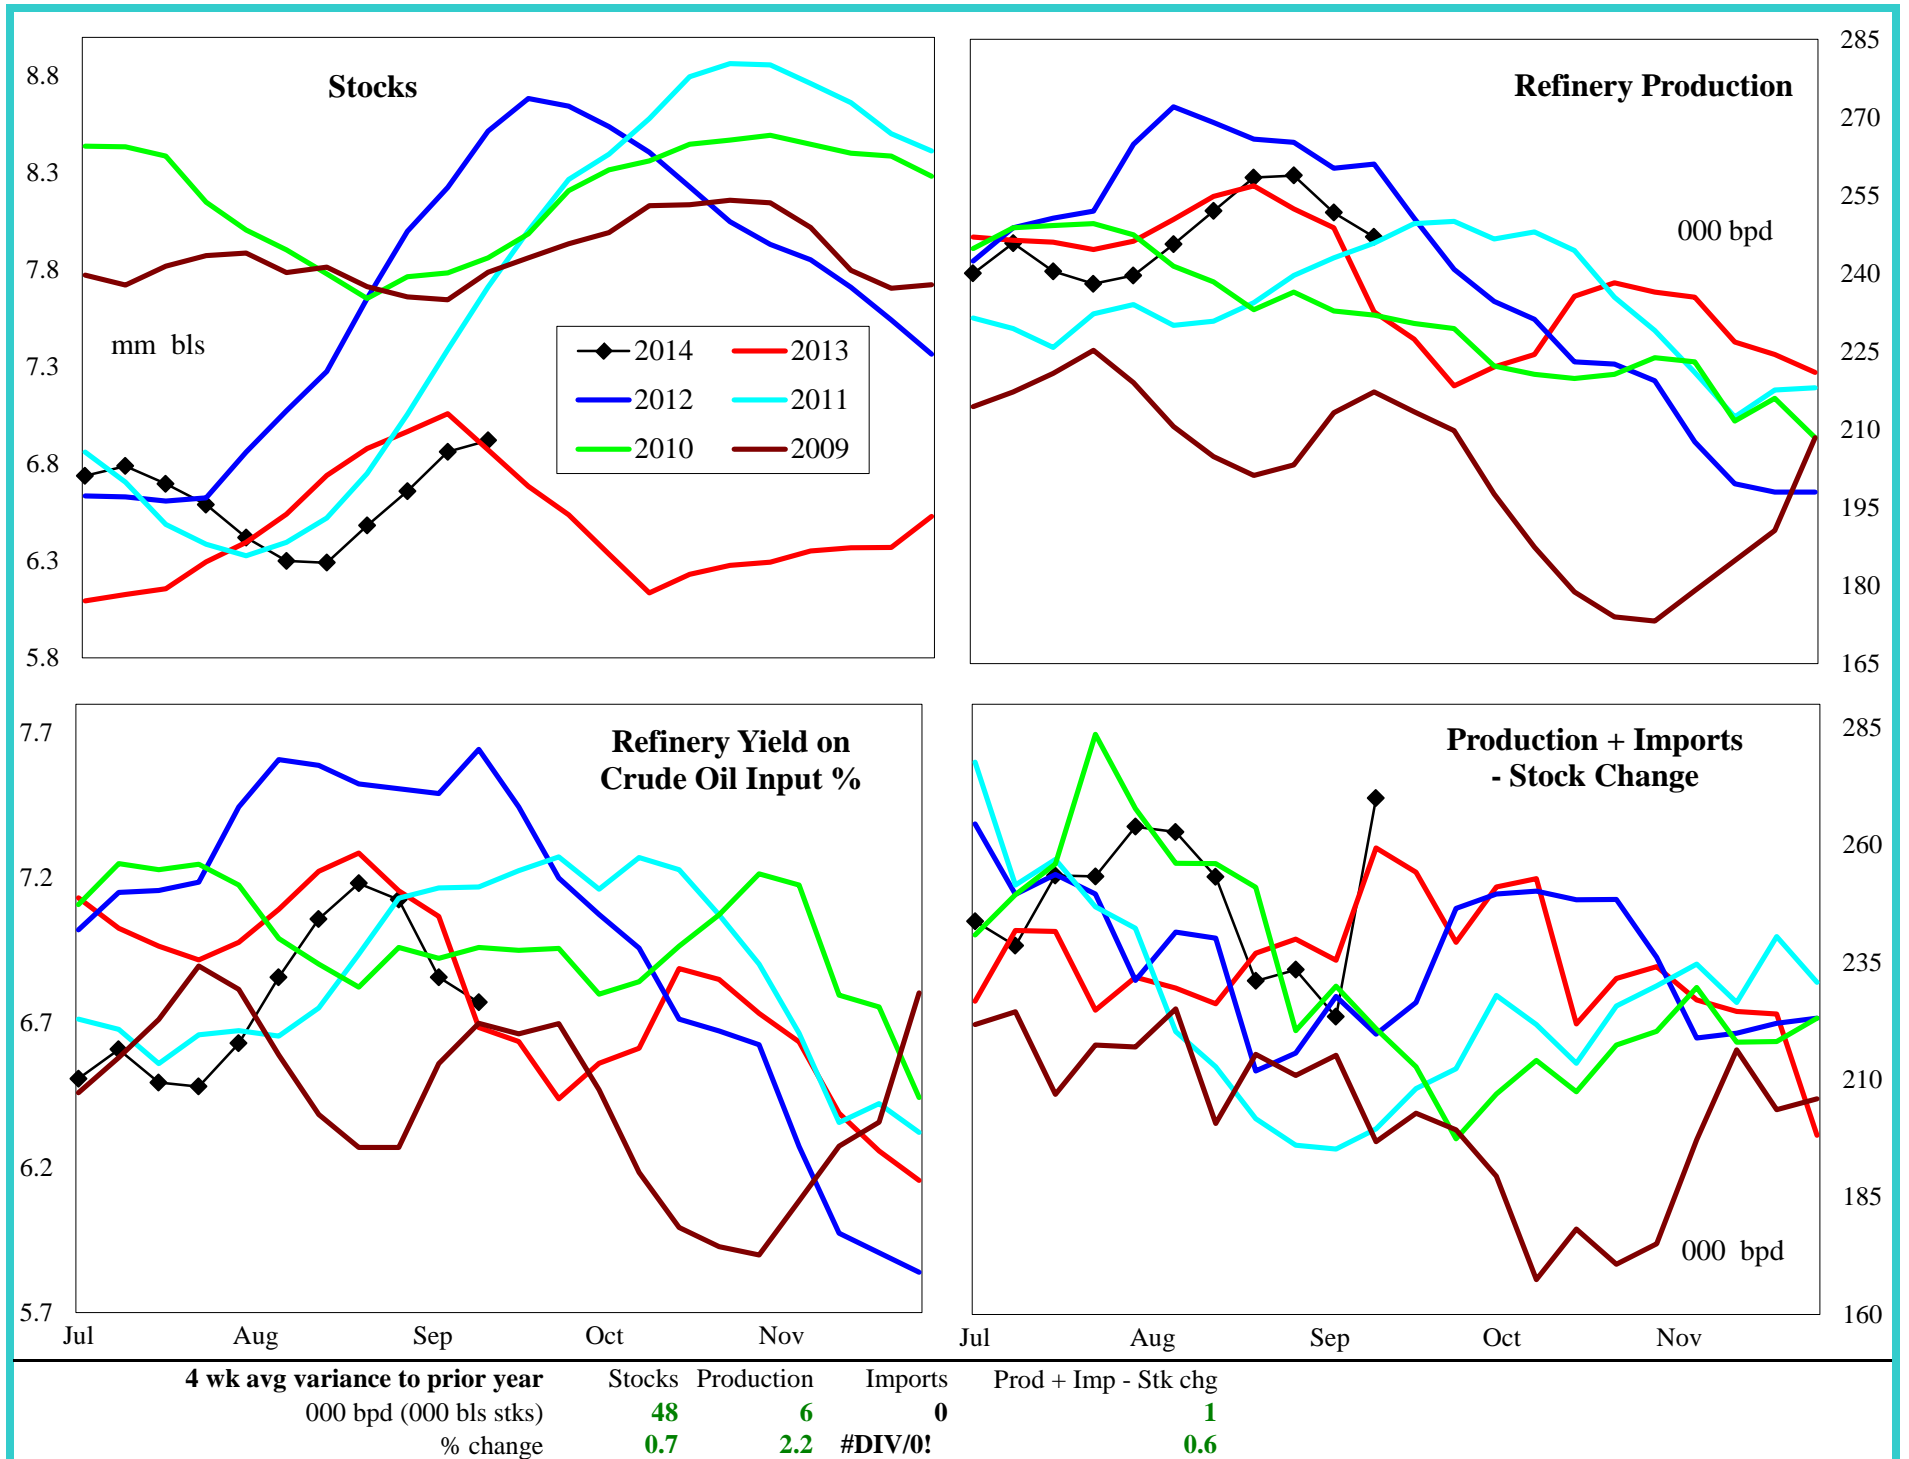 Stocks
8.8
8.3
7.8
7.3
6.8
6.3
5.8
mm bls
2014 2013
2012 2011
2010 2009
Refinery Production
000 bpd
285
270
255
240
225
210
195
180
165
Refinery Yield on
Crude Oil Input %
7.7
7.2
6.7
6.2
5.7
Jul Aug Sep Oct Nov
Production + Imports
- Stock Change
285
260
235
210
185
160
000 bpd
Jul Aug Sep Oct Nov
4 wk avg variance to prior year Stocks Production Imports Prod + Imp - Stk chg
000 bpd (000 bls stks) 48 6 0 1
% change 0.7 2.2 #DIV/0! 0.6